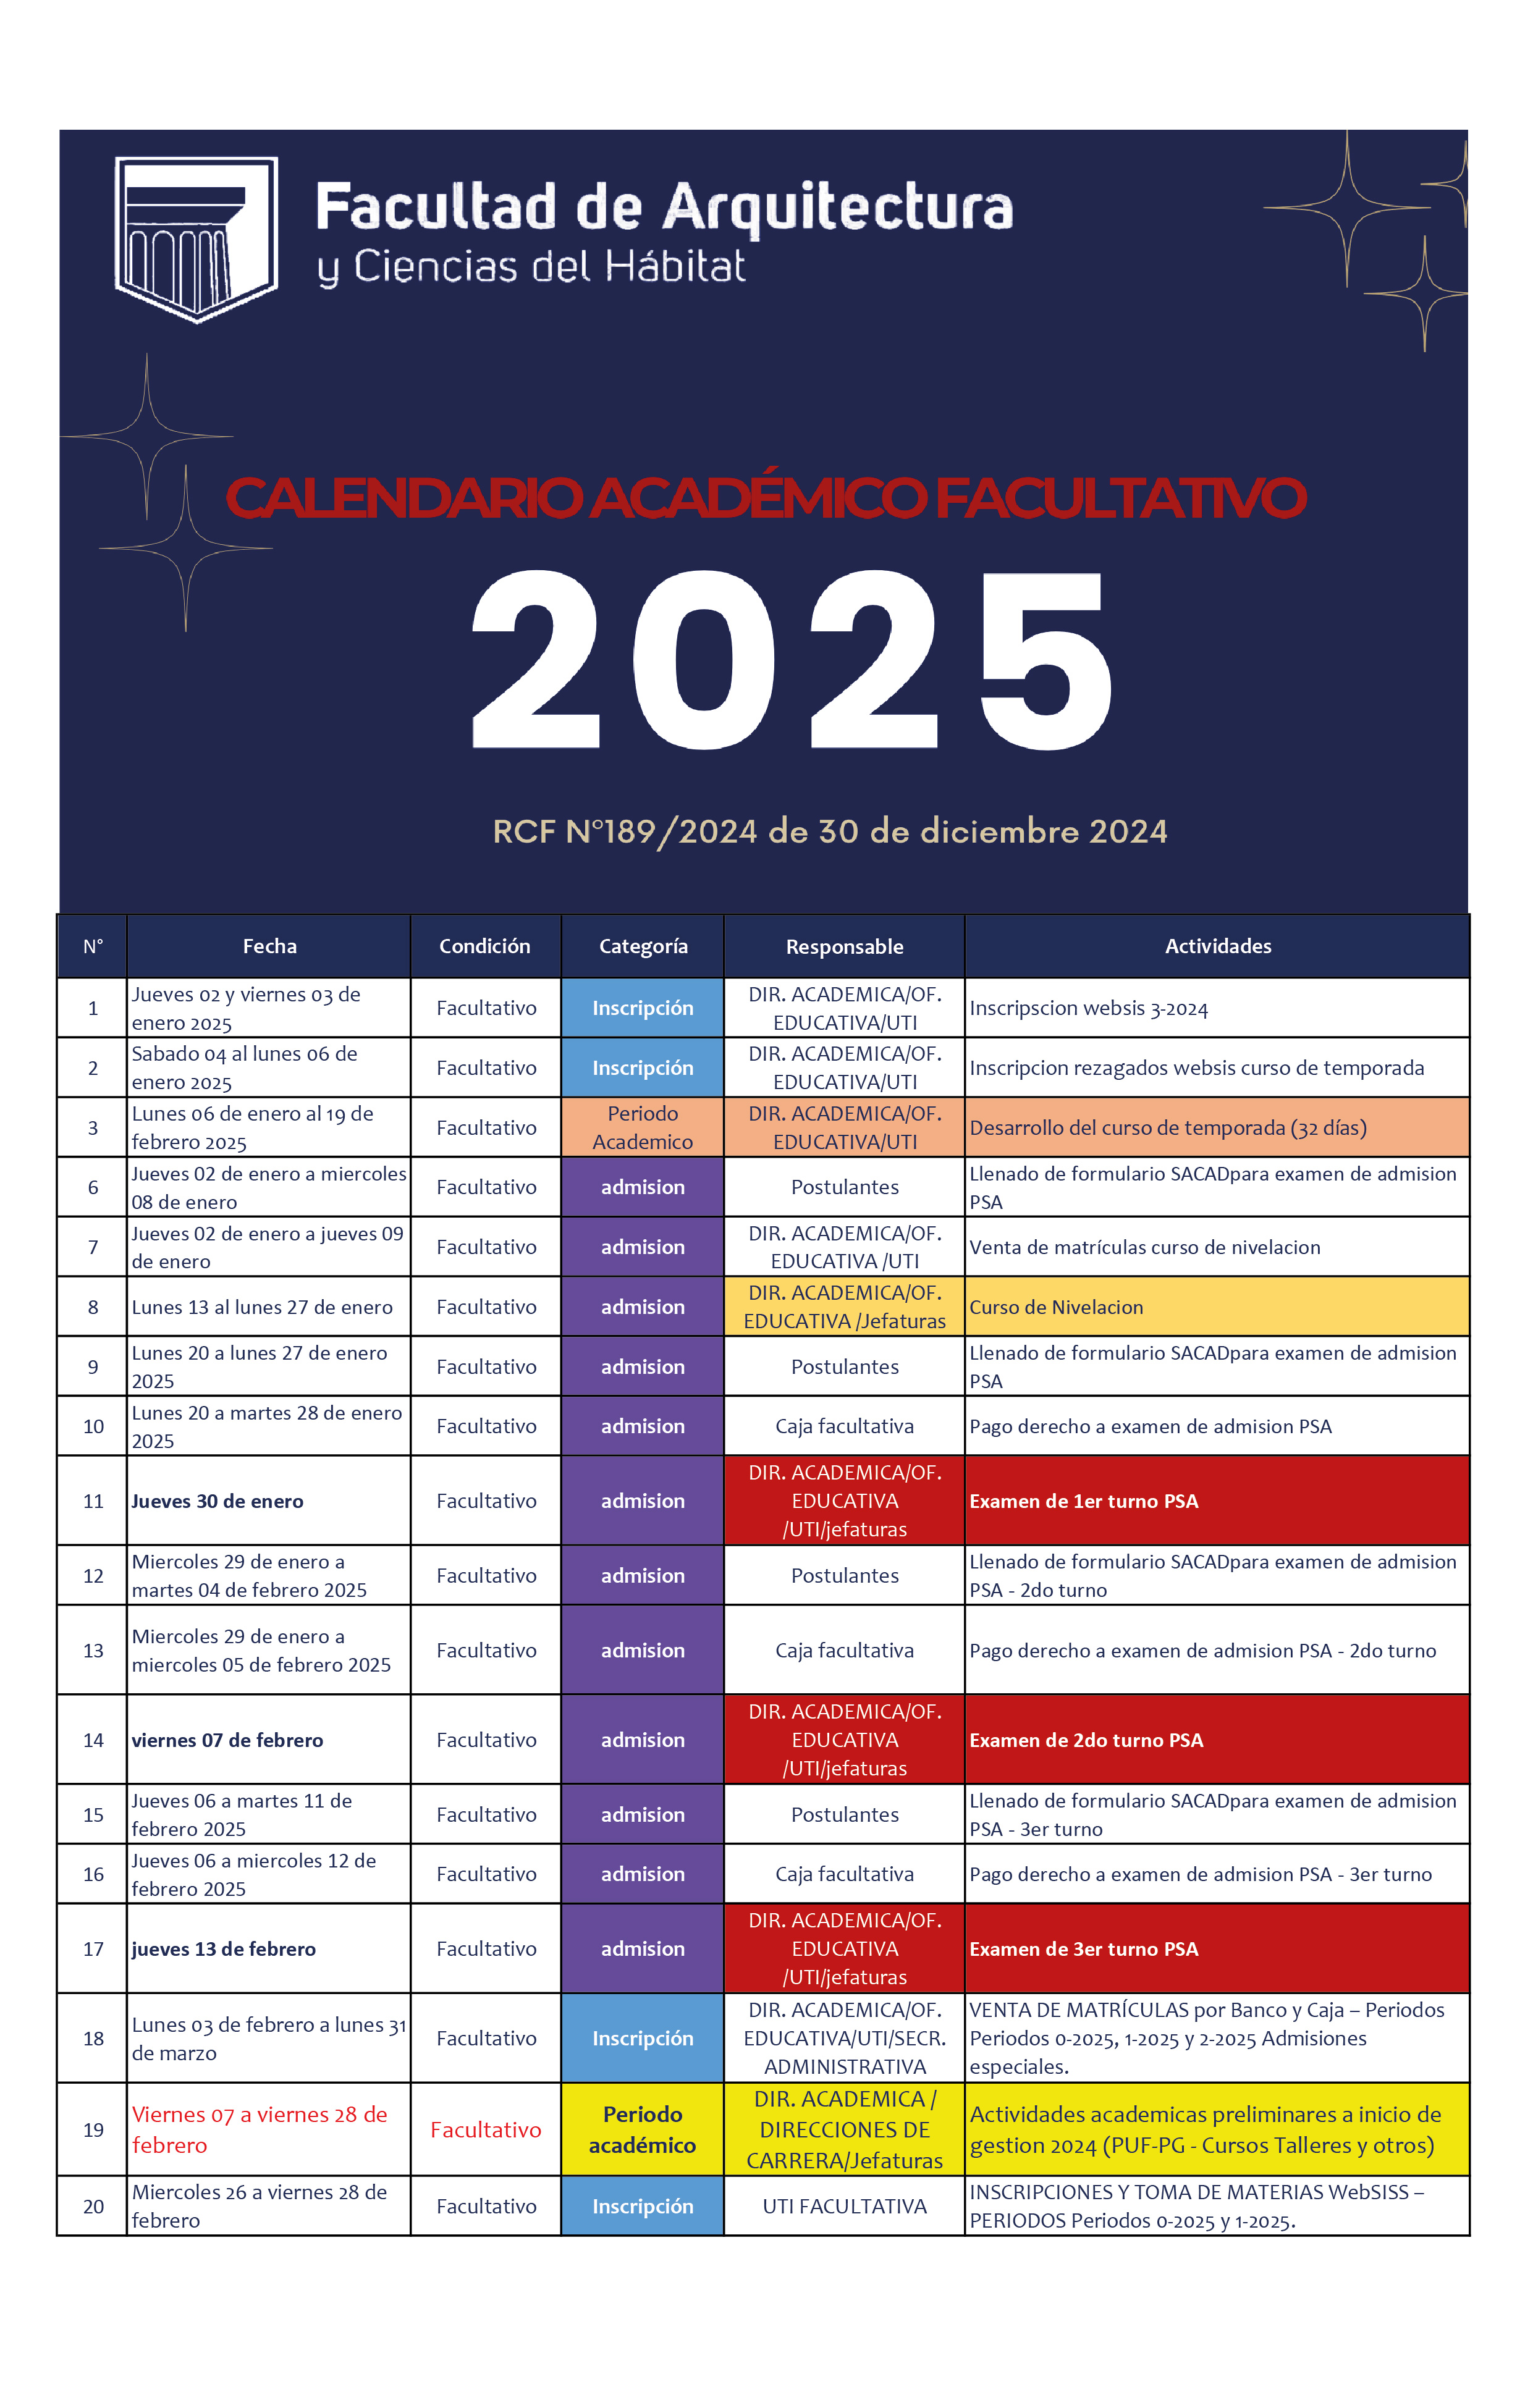 Facultad de Arquitectura
y Ciencias del Hábitat
CALENDARIO ACADÉMICO FACULTATIVO
2025
RCF N°189/2024 de 30 de diciembre 2024
N° Fecha Condición Categoría Responsable Actividades
1 Jueves 02 y viernes 03 de
enero 2025 Facultativo Inscripción DIR. ACADEMICA/OF.
EDUCATIVA/UTI Inscripscion websis 3-2024
2 Sabado 04 al lunes 06 de
enero 2025 Facultativo Inscripción DIR. ACADEMICA/OF.
EDUCATIVA/UTI Inscripcion rezagados websis curso de temporada
3 Lunes 06 de enero al 19 de
febrero 2025 Facultativo Periodo
Academico DIR. ACADEMICA/OF.
EDUCATIVA/UTI Desarrollo del curso de temporada (32 días)
6 Jueves 02 de enero a miercoles
08 de enero Facultativo admision Postulantes Llenado de formulario SACADpara examen de admision
PSA
7 Jueves 02 de enero a jueves 09
de enero Facultativo admision DIR. ACADEMICA/OF.
EDUCATIVA /UTI Venta de matrículas curso de nivelacion
8 Lunes 13 al lunes 27 de enero Facultativo admision DIR. ACADEMICA/OF.
EDUCATIVA /Jefaturas Curso de Nivelacion
9 Lunes 20 a lunes 27 de enero
2025 Facultativo admision Postulantes Llenado de formulario SACADpara examen de admision
PSA
10 Lunes 20 a martes 28 de enero
2025 Facultativo admision Caja facultativa Pago derecho a examen de admision PSA
11 Jueves 30 de enero Facultativo admision DIR. ACADEMICA/OF.
EDUCATIVA
/UTI/jefaturas Examen de 1er turno PSA
12 Miercoles 29 de enero a
martes 04 de febrero 2025 Facultativo admision Postulantes Llenado de formulario SACADpara examen de admision
PSA - 2do turno
13 Miercoles 29 de enero a
miercoles 05 de febrero 2025 Facultativo admision Caja facultativa Pago derecho a examen de admision PSA - 2do turno
14 viernes 07 de febrero Facultativo admision DIR. ACADEMICA/OF.
EDUCATIVA
/UTI/jefaturas Examen de 2do turno PSA
15 Jueves 06 a martes 11 de
febrero 2025 Facultativo admision Postulantes Llenado de formulario SACADpara examen de admision
PSA - 3er turno
16 Jueves 06 a miercoles 12 de
febrero 2025 Facultativo admision Caja facultativa Pago derecho a examen de admision PSA - 3er turno
17 jueves 13 de febrero Facultativo admision DIR. ACADEMICA/OF.
EDUCATIVA
/UTI/jefaturas Examen de 3er turno PSA
18 Lunes 03 de febrero a lunes 31
de marzo Facultativo Inscripción DIR. ACADEMICA/OF.
EDUCATIVA/UTI/SECR.
ADMINISTRATIVA VENTA DE MATRÍCULAS por Banco y Caja – Periodos
Periodos 0-2025, 1-2025 y 2-2025 Admisiones
especiales.
19 Viernes 07 a viernes 28 de
febrero Facultativo Periodo
académico DIR. ACADEMICA /
DIRECCIONES DE
CARRERA/Jefaturas Actividades academicas preliminares a inicio de
gestion 2024 (PUF-PG - Cursos Talleres y otros)
20 Miercoles 26 a viernes 28 de
febrero Facultativo Inscripción UTI FACULTATIVA INSCRIPCIONES Y TOMA DE MATERIAS WebSISS –
PERIODOS Periodos 0-2025 y 1-2025.